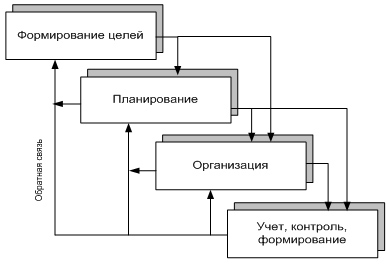 Формирование целей
Планирование
Организация
Учет, контроль,
формирование
Обратная связь